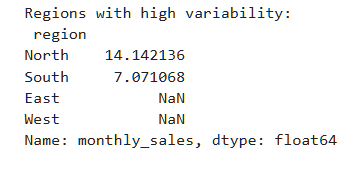 Regions with high variability:
region
North    14.142136
South     7.071068
East           NaN
West           NaN
Name: monthly_sales, dtype: float64